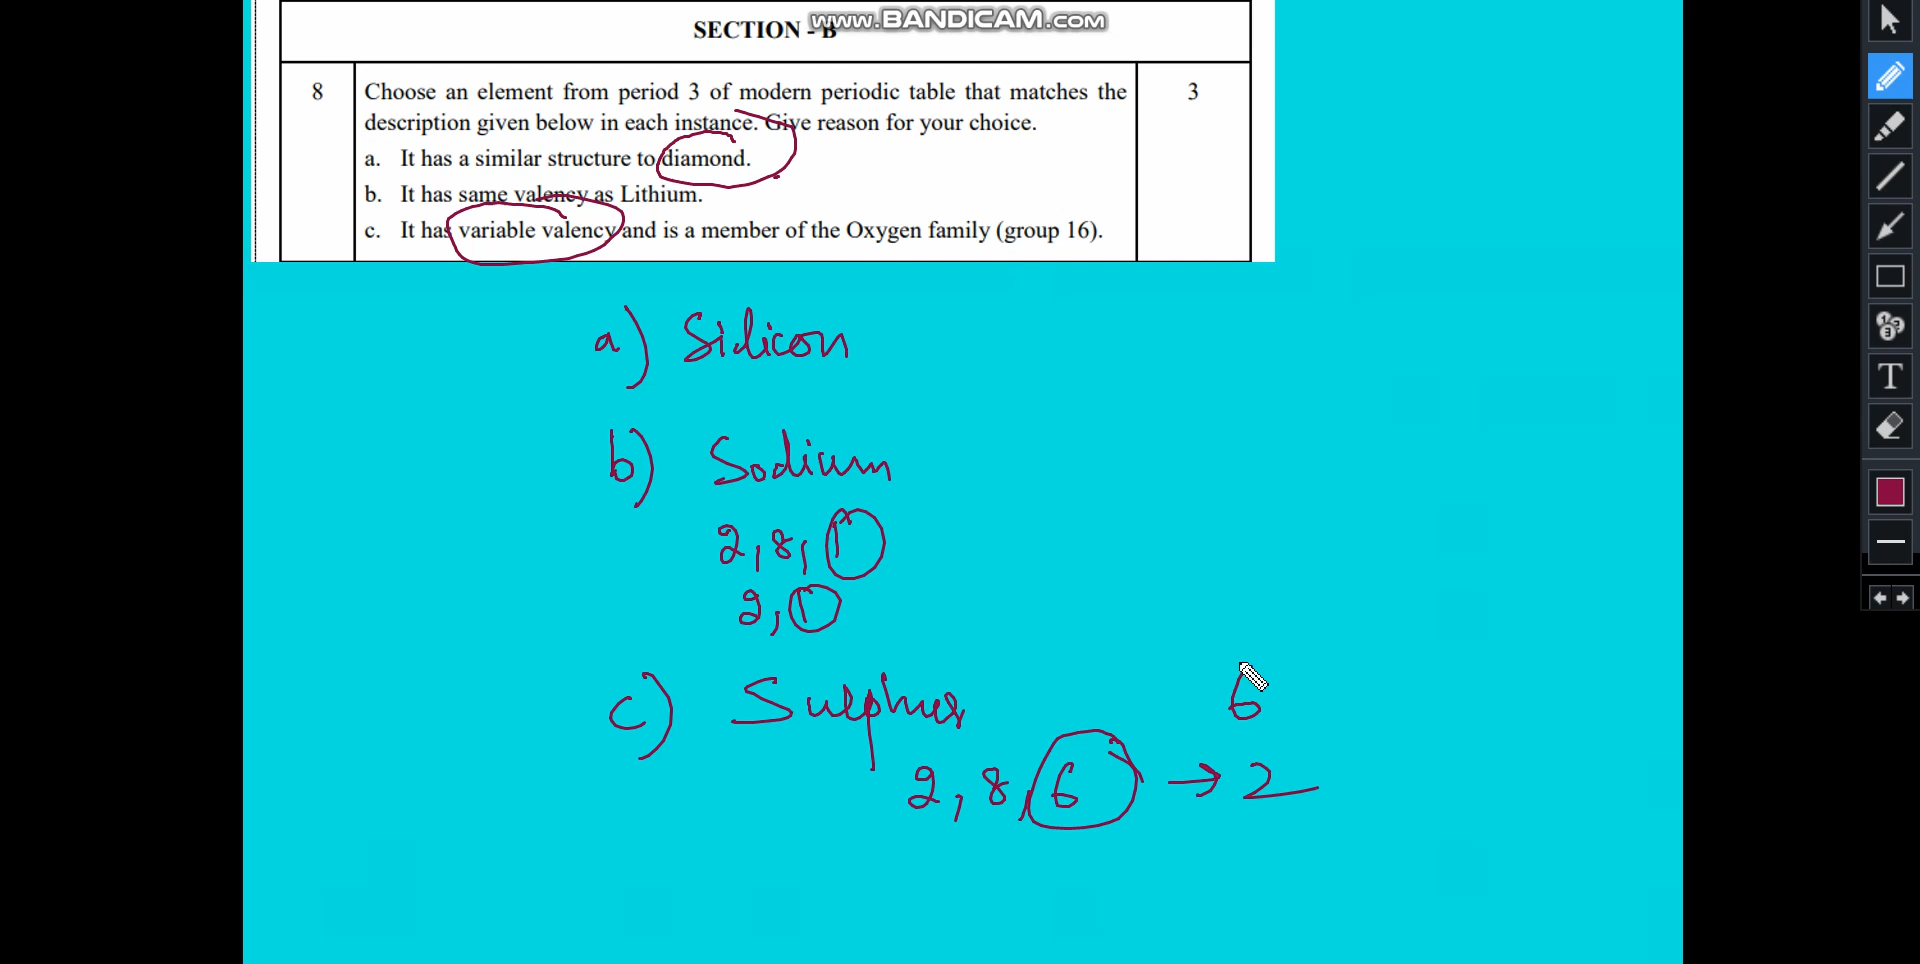 www.BANDICAM.com
SECTION - B
8
Choose an element from period 3 of modern periodic table that matches the
description given below in each instance. Give reason for your choice.
3
a. It has a similar structure to diamond.
b. It has same valency as Lithium.
c. It has variable valency and is a member of the Oxygen family (group 16).
a) Silicon
b) Sodium
2,8,1
2,1
c) Sulphur
6
2,8,6 → 2
T